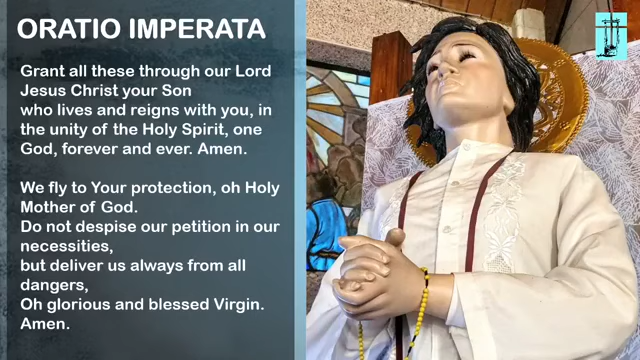 ORATIO IMPERATA
Grant all these through our Lord
Jesus Christ your Son
who lives and reigns with you, in
the unity of the Holy Spirit, one
God, forever and ever. Amen.
We fly to Your protection, oh Holy
Mother of God.
Do not despise our petition in our
necessities,
but deliver us always from all
dangers,
Oh glorious and blessed Virgin.
Amen.